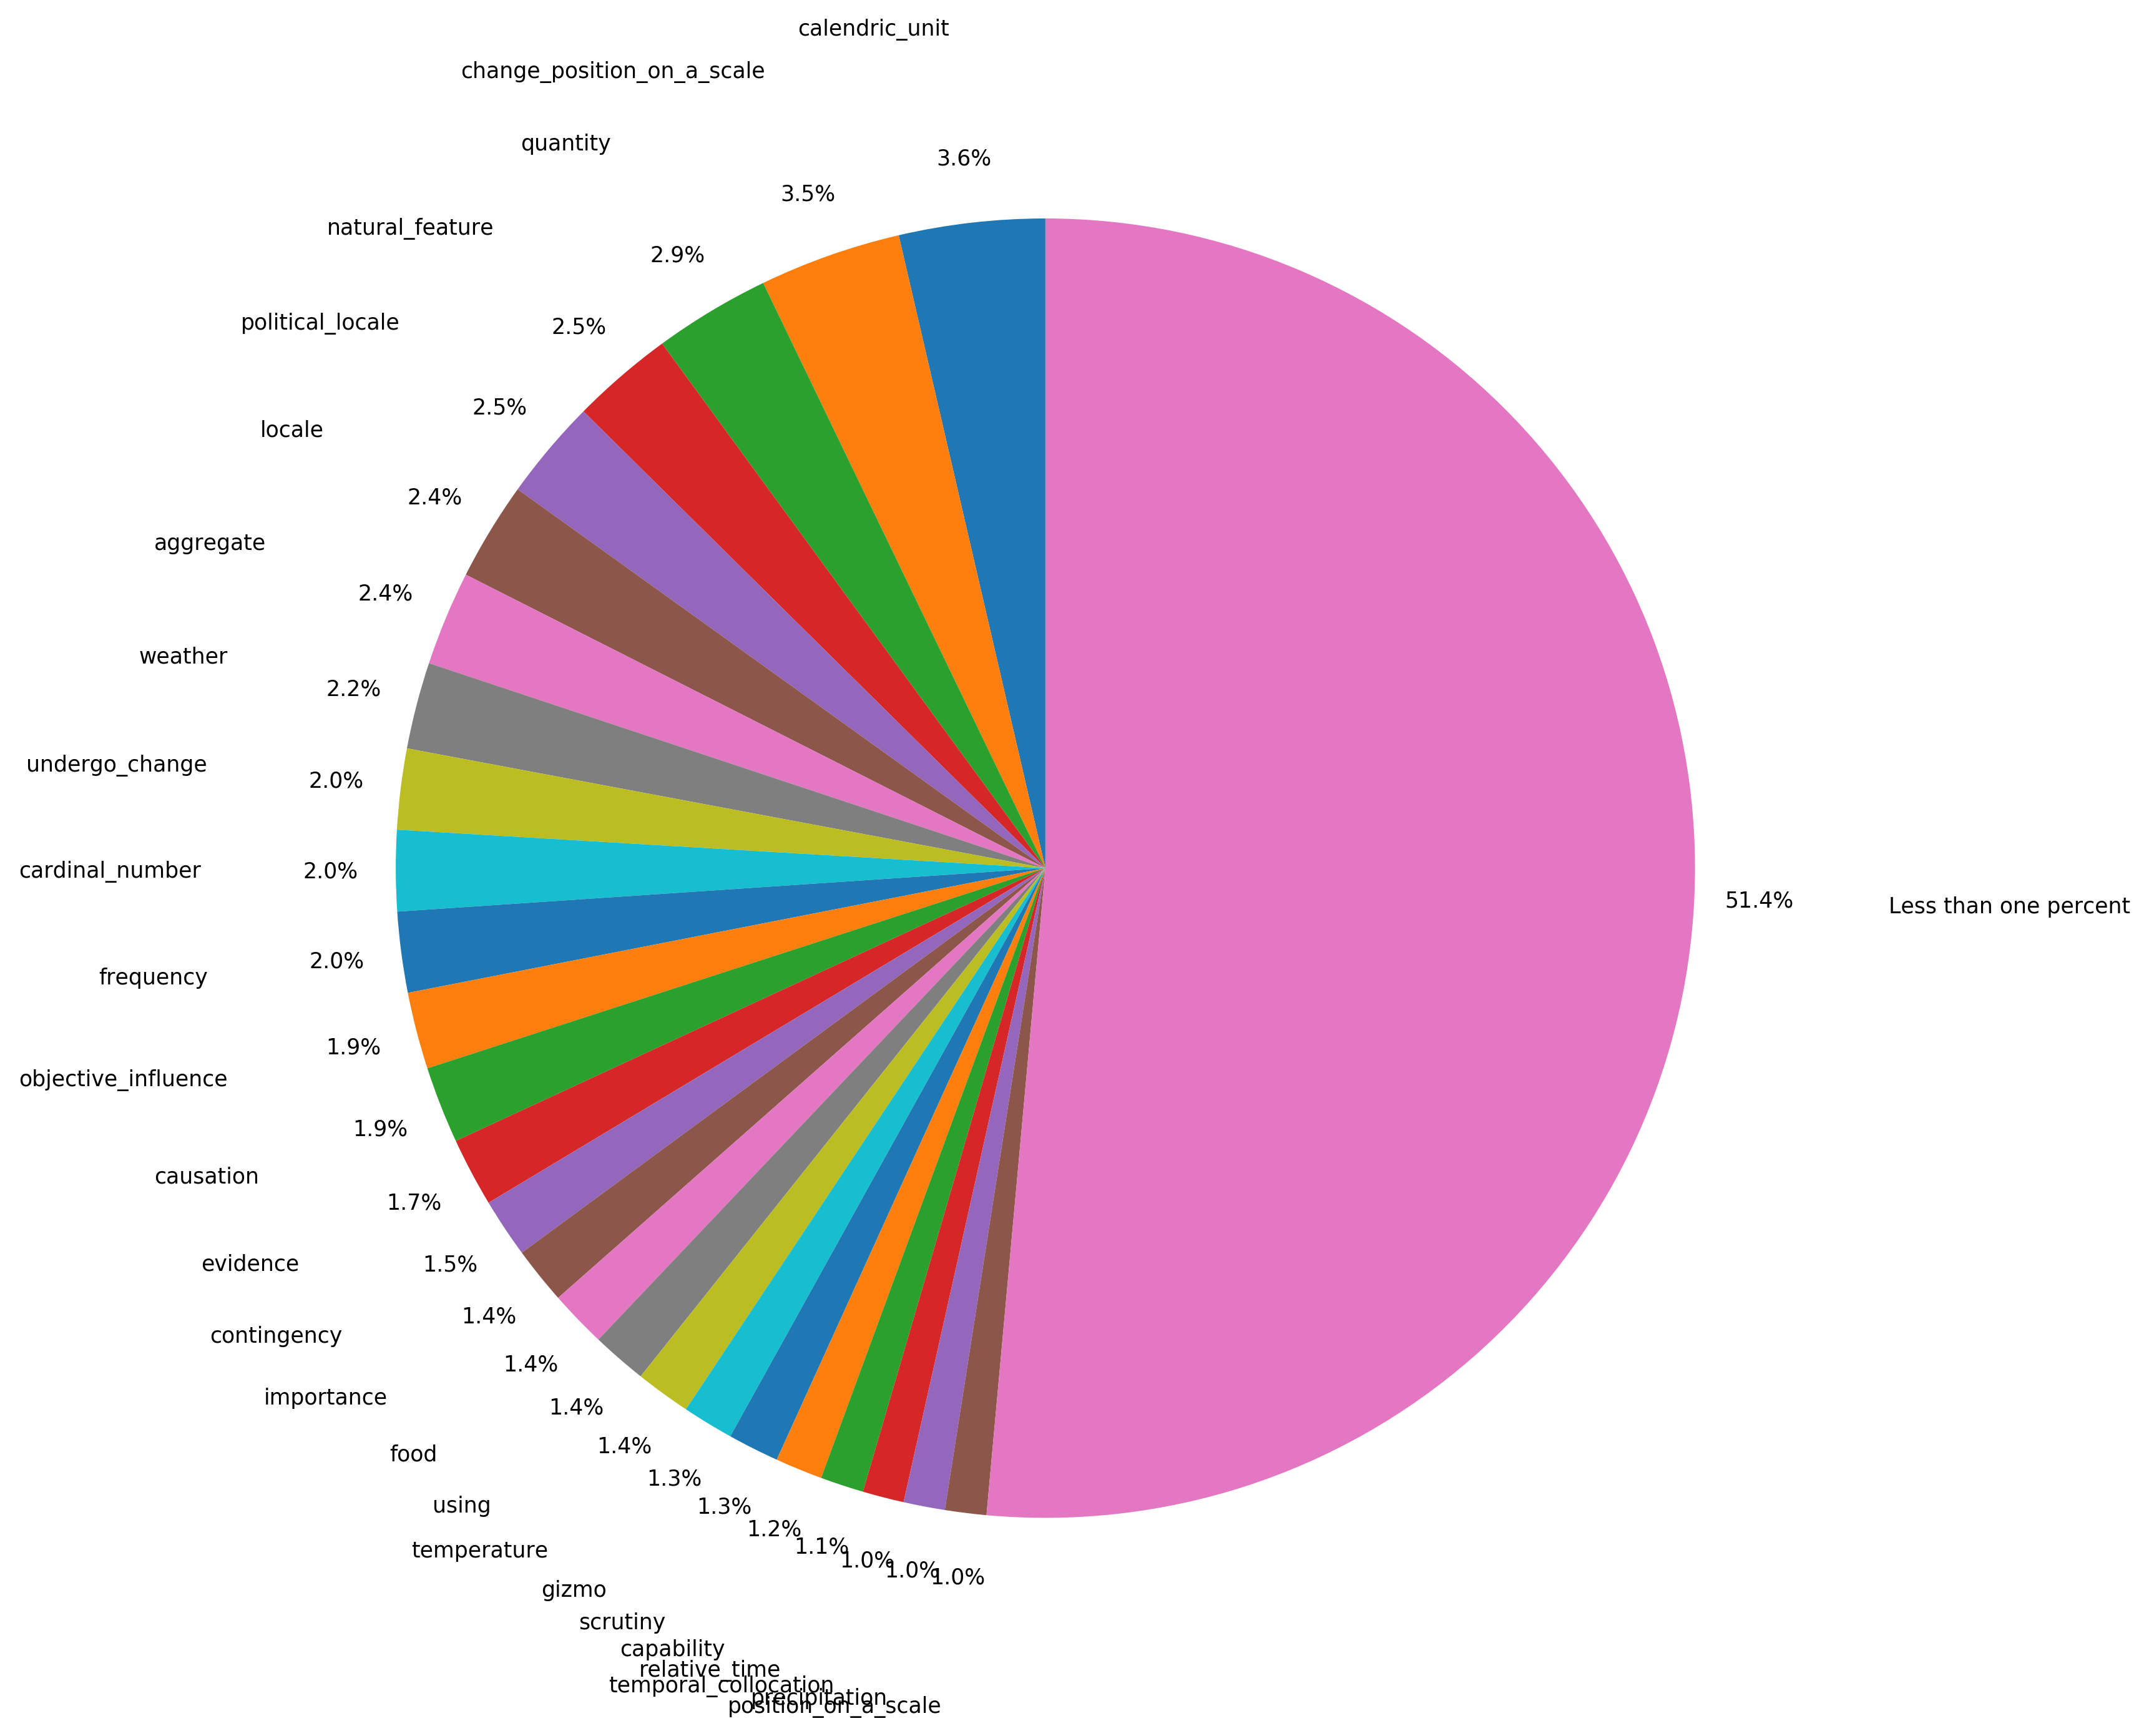 calendric_unit
change_position_on_a_scale
quantity
3.6%
3.5%
natural_feature
2.9%
political_locale
2.5%
2.5%
locale
2.4%
aggregate
2.4%
weather
2.2%
undergo_change
2.0%
cardinal_number
2.0%
51.4%
Less than one percent
frequency
2.0%
1.9%
objective_influence
1.9%
causation
1.7%
evidence
1.5%
contingency
1.4%
1.4%
importance
1.4%
food
1.4%
using
1.3%
1.3%
temperature
1.2%
1.1%
1.0%
1.0%
1.0%
gizmo
scrutiny
capability
relative_time
temporal_collocation
precipitation
position_on_a_scale